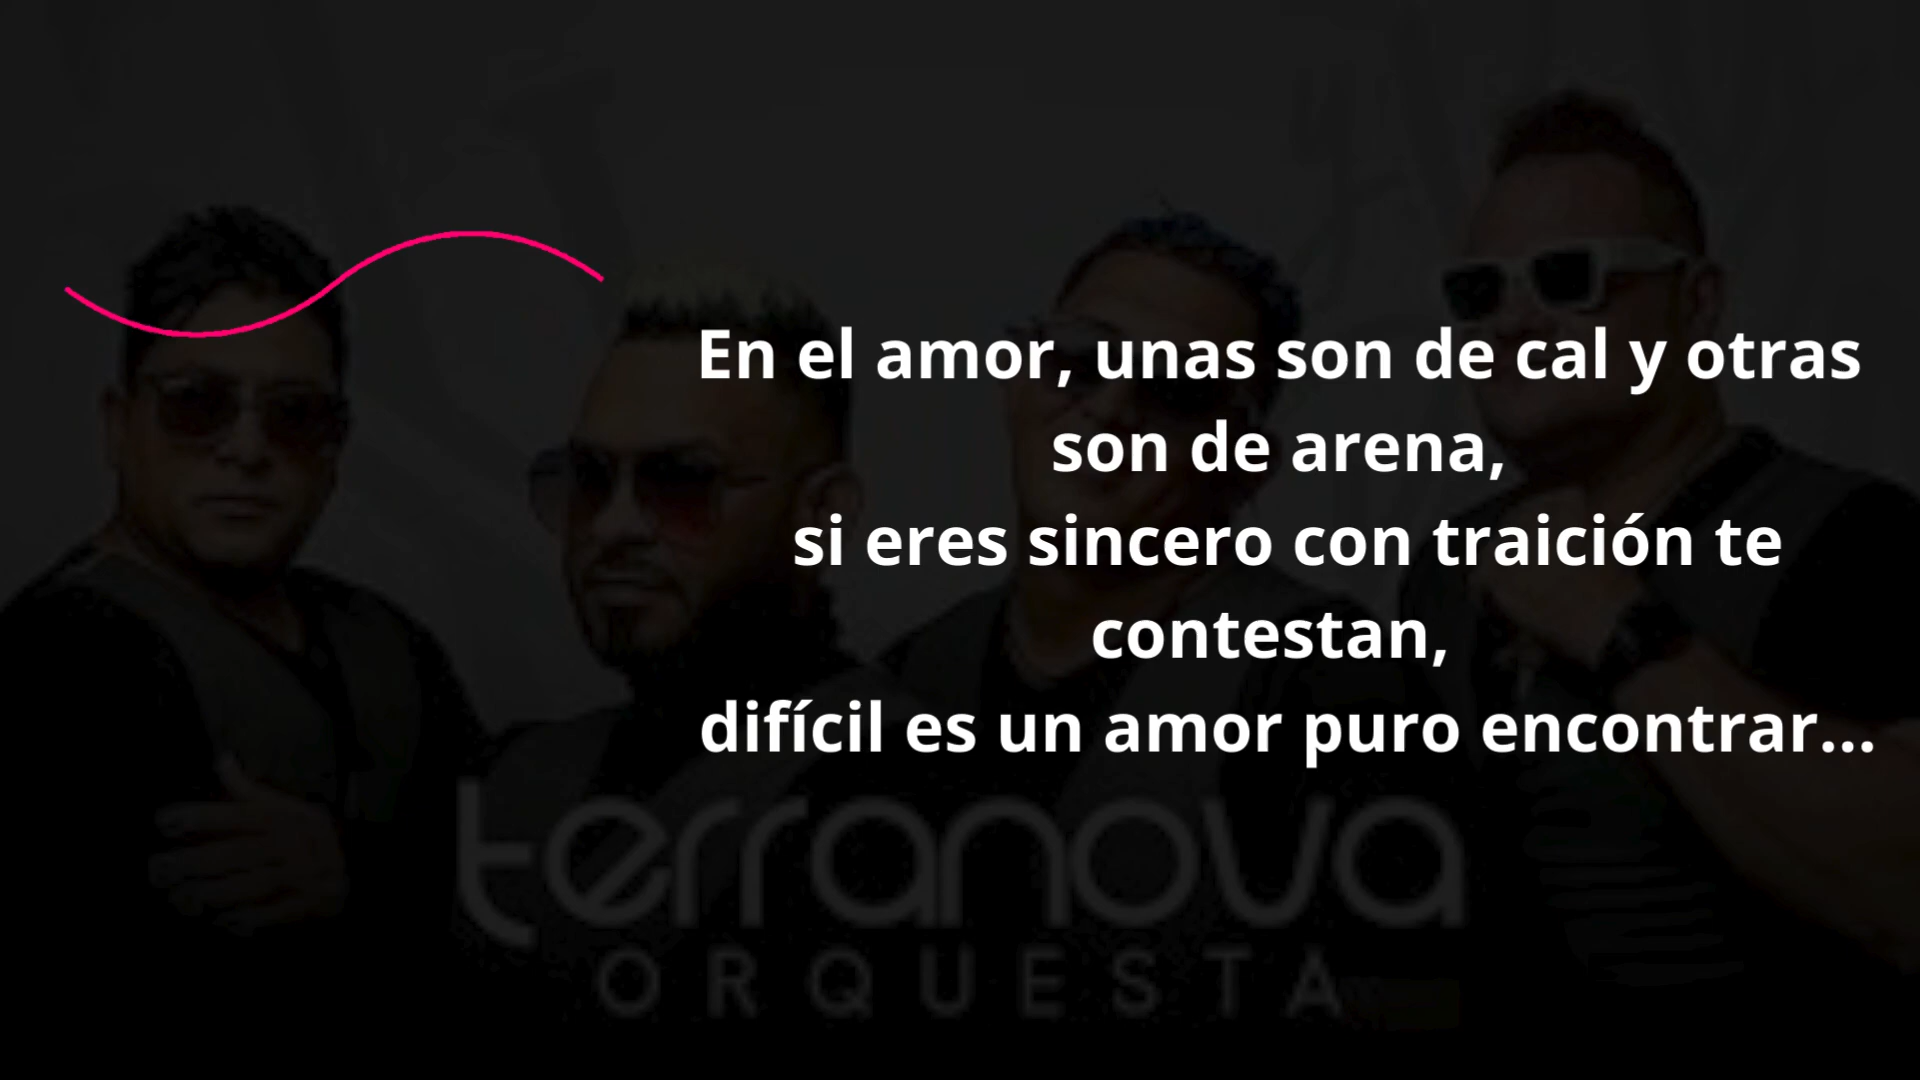 En el amor, unas son de cal y otras
son de arena,
si eres sincero con traición te
contestan,
difícil es un amor puro encontrar...
terranova
ORQUESTA